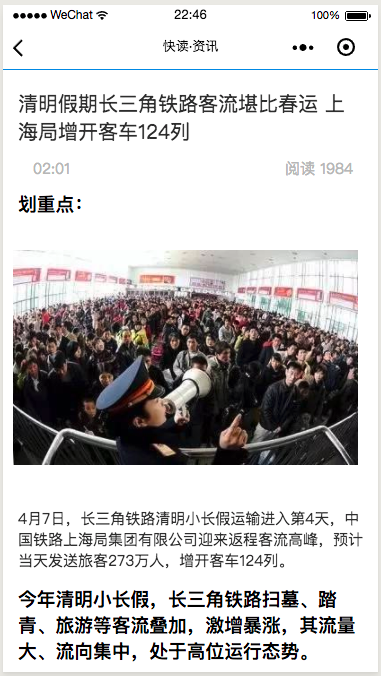 WeChat 22:46 100%
快读·资讯
清明假期长三角铁路客流堪比春运 上
海局增开客车124列
02:01 阅读 1984
划重点：
4月7日，长三角铁路清明小长假运输进入第4天，中
国铁路上海局集团有限公司迎来返程客流高峰，预计
当天发送旅客273万人，增开客车124列。
今年清明小长假，长三角铁路扫墓、踏
青、旅游等客流叠加，激增暴涨，其流量
大、流向集中，处于高位运行态势。